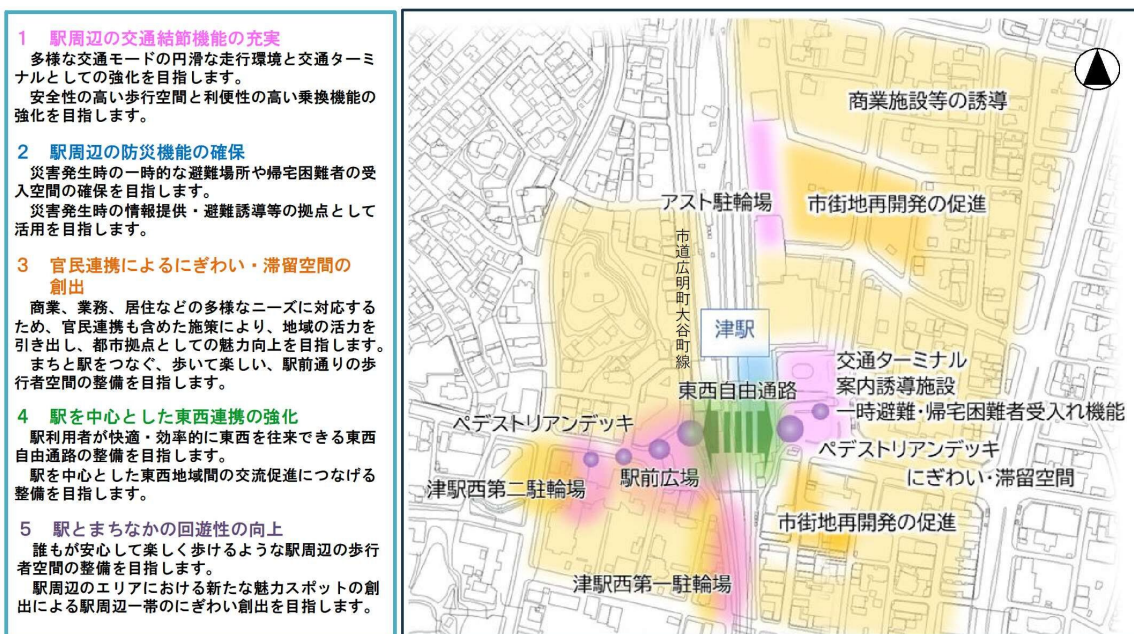 1 駅周辺の交通結節機能の充実
多様な交通モードの円滑な走行環境と交通ターミ
ナルとしての強化を目指します。
安全性の高い歩行空間と利便性の高い乗換機能の
強化を目指します。
2 駅周辺の防災機能の確保
災害発生時の一時的な避難場所や帰宅困難者の受
入空間の確保を目指します。
災害発生時の情報提供・避難誘導等の拠点として
活用を目指します。
3 官民連携によるにぎわい・滞留空間の
創出
商業、業務、居住などの多様なニーズに対応する
ため、官民連携も含めた施策により、地域の活力を
引き出し、都市拠点としての魅力向上を目指します。
まちと駅をつなぐ、歩いて楽しい、駅前通りの歩
行者空間の整備を目指します。
4 駅を中心とした東西連携の強化
駅利用者が快適・効率的に東西を往来できる東西
自由通路の整備を目指します。
駅を中心とした東西地域間の交流促進につなげる
整備を目指します。
5 駅とまちなかの回遊性の向上
誰もが安心して楽しく歩けるような駅周辺の歩行
者空間の整備を目指します。
駅周辺のエリアにおける新たな魅力スポットの創
出による駅周辺一帯のにぎわい創出を目指します。
商業施設等の誘導
アスト駐輪場
市街地再開発の促進
市道広明町大谷町線
津駅
交通ターミナル
案内誘導施設
一時避難・帰宅困難者受入れ機能
東西自由通路
ペデストリアンデッキ
ペデストリアンデッキ
駅前広場
にぎわい・滞留空間
津駅西第二駐輪場
市街地再開発の促進
津駅西第一駐輪場